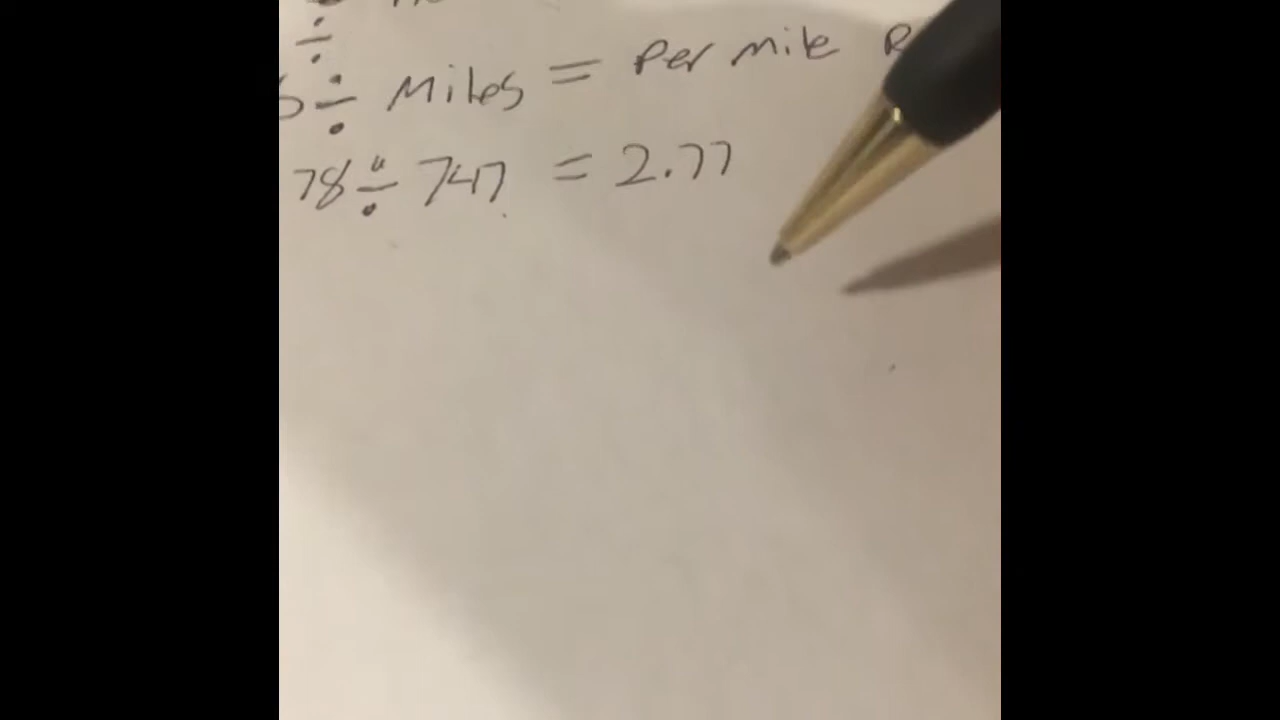 ÷
÷ Miles = Per mile
78 ÷ 747 = 2.77